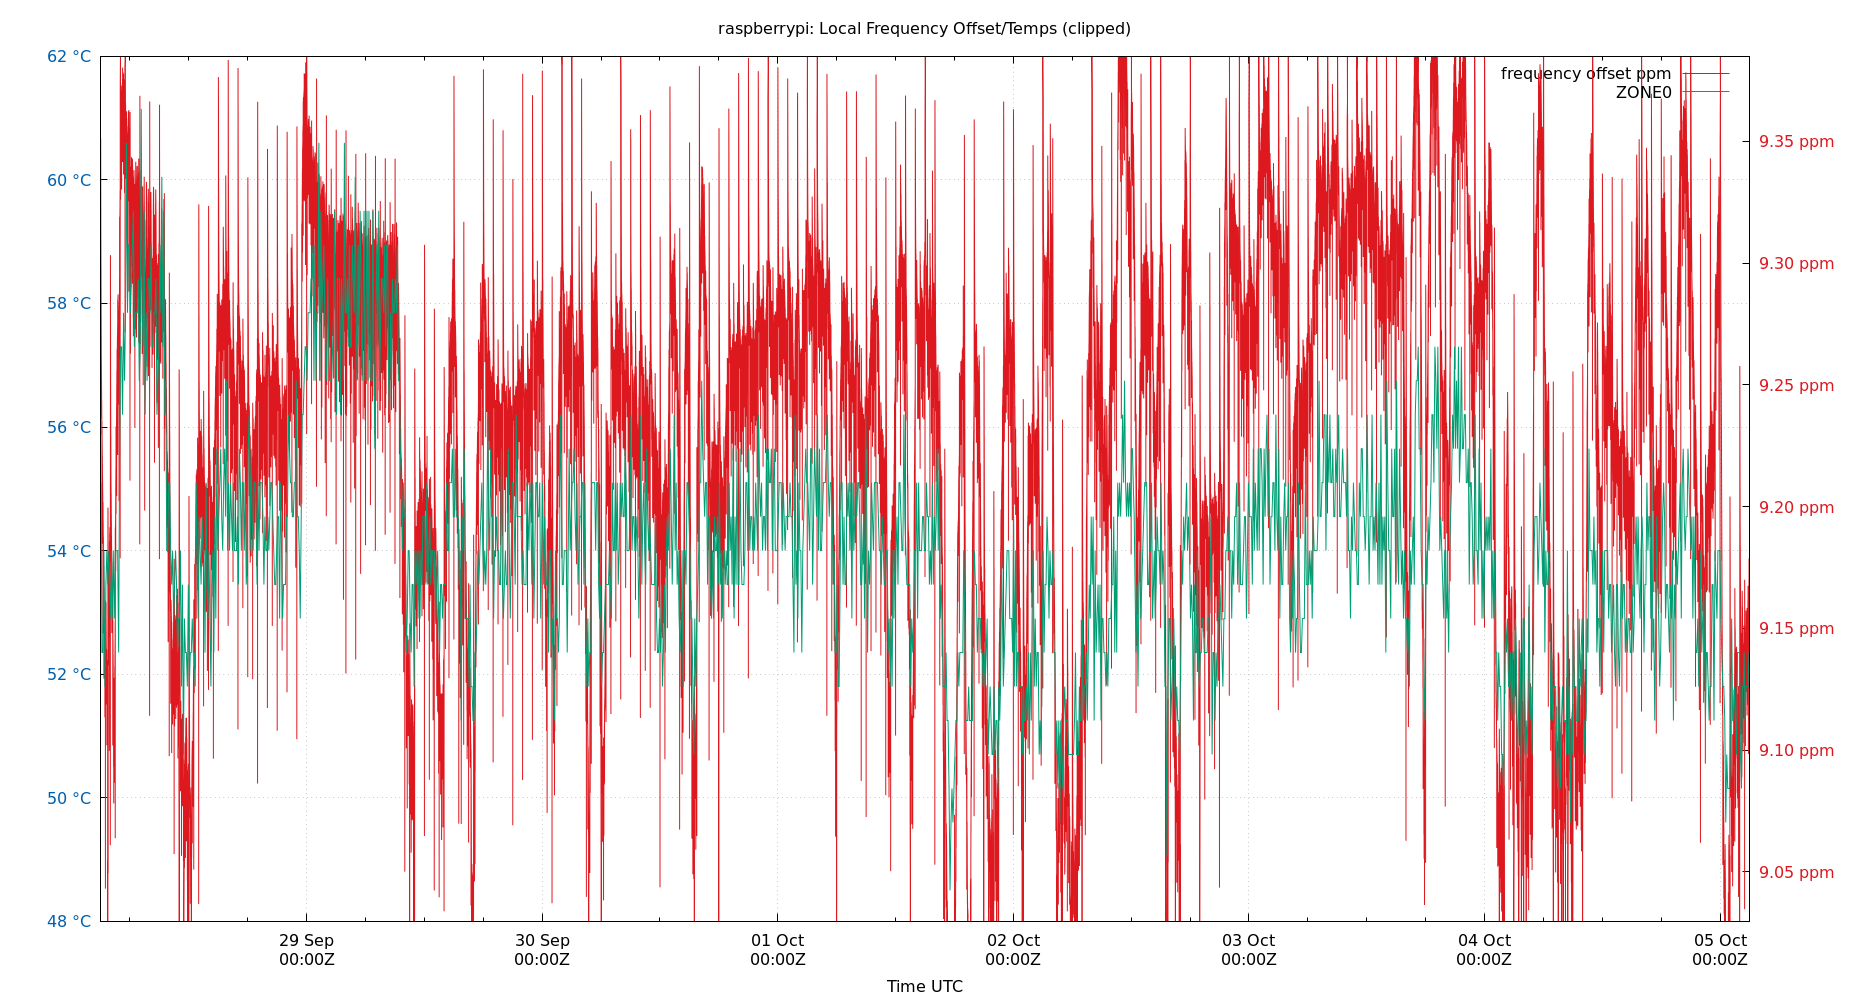 raspberrypi: Local Frequency Offset/Temps (clipped)
62 °C
60 °C
58 °C
56 °C
54 °C
52 °C
50 °C
48 °C
frequency offset ppm
ZONE0
9.35 ppm
9.30 ppm
9.25 ppm
9.20 ppm
9.15 ppm
9.10 ppm
9.05 ppm
29 Sep 30 Sep 01 Oct 02 Oct 03 Oct 04 Oct 05 Oct
00:00Z 00:00Z 00:00Z 00:00Z 00:00Z 00:00Z 00:00Z
Time UTC